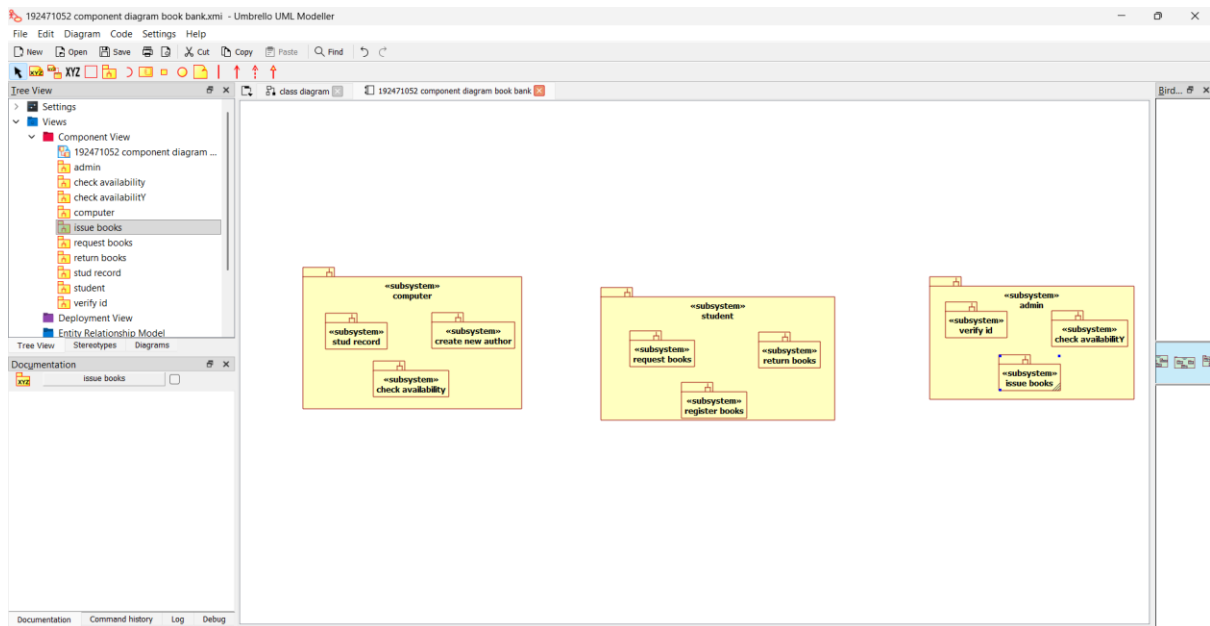 192471052 component diagram book bank.xmi - Umbrello UML Modeller
File Edit Diagram Code Settings Help
New Open Save Cut Copy Paste Find
XYZ XYZ
Tree View
class diagram
192471052 component diagram book bank
Bird...
Settings
Views
Component View
192471052 component diagram ...
admin
check availability
check availabilitY
computer
issue books
request books
return books
stud record
student
verify id
Deployment View
Entity Relationship Model
Tree View Stereotypes Diagrams
Documentation
XYZ issue books
Documentation Command history Log Debug
«subsystem»
computer
«subsystem»
stud record
«subsystem»
create new author
«subsystem»
check availability
«subsystem»
student
«subsystem»
request books
«subsystem»
return books
«subsystem»
register books
«subsystem»
admin
«subsystem»
verify id
«subsystem»
check availabilitY
«subsystem»
issue books